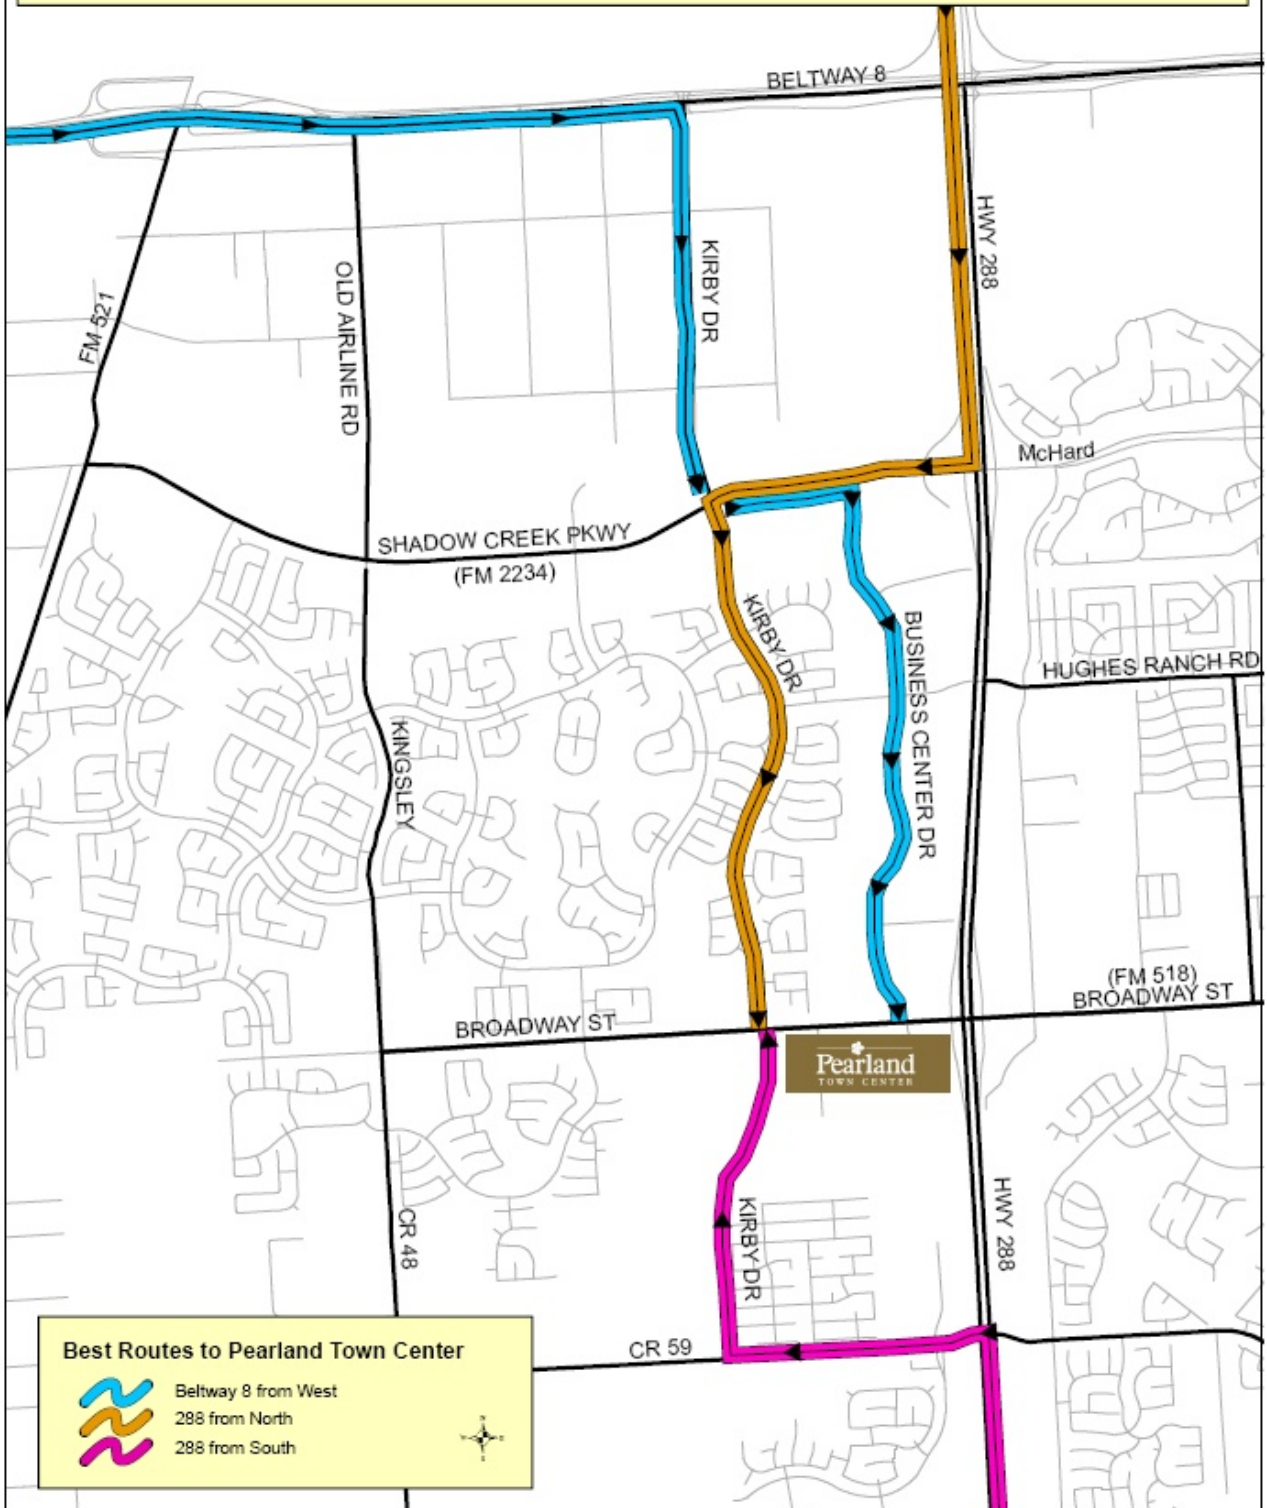 BELTWAY 8
HWY 288
KIRBY DR
OLD AIRLINE RD
FM 521
McHard
SHADOW CREEK PKWY
(FM 2234)
KIRBY DR
BUSINESS CENTER DR
HUGHES RANCH RD
KINGSLEY
(FM 518)
BROADWAY ST
BROADWAY ST
Pearland
TOWN CENTER
HWY 288
KIRBY DR
CR 48
CR 59
Best Routes to Pearland Town Center
Beltway 8 from West
288 from North
288 from South